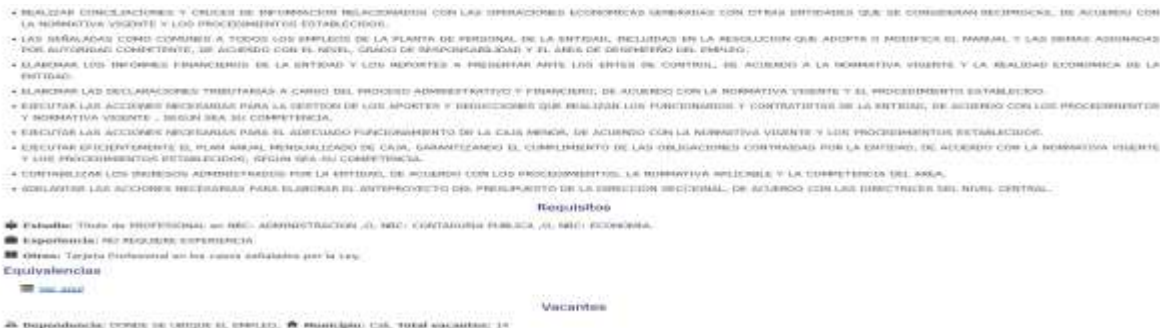 • REALIZAR CONCILIACIONES Y CRUCES DE INFORMACION RELACIONADOS CON LAS OPERACIONES ECONOMICAS GENERADAS CON OTRAS ENTIDADES QUE SE CONSIDERAN RECIPROCAS, DE ACUERDO CON
LA NORMATIVA VIGENTE Y LOS PROCEDIMIENTOS ESTABLECIDOS.
• LAS SEÑALADAS COMO COMUNES A TODOS LOS EMPLEOS DE LA PLANTA DE PERSONAL DE LA ENTIDAD, INCLUIDAS EN LA RESOLUCION QUE ADOPTA O MODIFICA EL MANUAL Y LAS DEMAS ASIGNADAS
POR AUTORIDAD COMPETENTE, DE ACUERDO CON EL NIVEL, GRADO DE RESPONSABILIDAD Y EL AREA DE DESEMPEÑO DEL EMPLEO.
• ELABORAR LOS INFORMES FINANCIEROS DE LA ENTIDAD Y LOS REPORTES A PRESENTAR ANTE LOS ENTES DE CONTROL, DE ACUERDO A LA NORMATIVA VIGENTE Y LA REALIDAD ECONOMICA DE LA
ENTIDAD.
• ELABORAR LAS DECLARACIONES TRIBUTARIAS A CARGO DEL PROCESO ADMINISTRATIVO Y FINANCIERO, DE ACUERDO CON LA NORMATIVA VIGENTE Y EL PROCEDIMIENTO ESTABLECIDO.
• EJECUTAR LAS ACCIONES NECESARIAS PARA LA GESTION DE LOS APORTES Y DEDUCCIONES QUE REALIZAN LOS FUNCIONARIOS Y CONTRATISTAS DE LA ENTIDAD, DE ACUERDO CON LOS PROCEDIMIENTOS
Y NORMATIVA VIGENTE , SEGUN SEA SU COMPETENCIA.
• EJECUTAR LAS ACCIONES NECESARIAS PARA EL ADECUADO FUNCIONAMIENTO DE LA CAJA MENOR, DE ACUERDO CON LA NORMATIVA VIGENTE Y LOS PROCEDIMIENTOS ESTABLECIDOS.
• EJECUTAR EFICIENTEMENTE EL PLAN ANUAL MENSUALIZADO DE CAJA, GARANTIZANDO EL CUMPLIMIENTO DE LAS OBLIGACIONES CONTRAIDAS POR LA ENTIDAD, DE ACUERDO CON LA NORMATIVA VIGENTE
Y LOS PROCEDIMIENTOS ESTABLECIDOS, SEGUN SEA SU COMPETENCIA.
• CONTABILIZAR LOS INGRESOS ADMINISTRADOS POR LA ENTIDAD, DE ACUERDO CON LOS PROCEDIMIENTOS, LA NORMATIVA APLICABLE Y LA COMPETENCIA DEL AREA.
• ADELANTAR LAS ACCIONES NECESARIAS PARA ELABORAR EL ANTEPROYECTO DEL PRESUPUESTO DE LA DIRECCION SECCIONAL, DE ACUERDO CON LAS DIRECTRICES DEL NIVEL CENTRAL.
Requisitos
Estudio: Título de PROFESIONAL en NBC: ADMINISTRACION ,O, NBC: CONTADURIA PUBLICA ,O, NBC: ECONOMIA.
Experiencia: NO REQUIERE EXPERIENCIA
Otros: Tarjeta Profesional en los casos señalados por la Ley.
Equivalencias
ver aquí
Vacantes
Dependencia: DONDE SE UBIQUE EL EMPLEO, Municipio: Cali, Total vacantes: 14